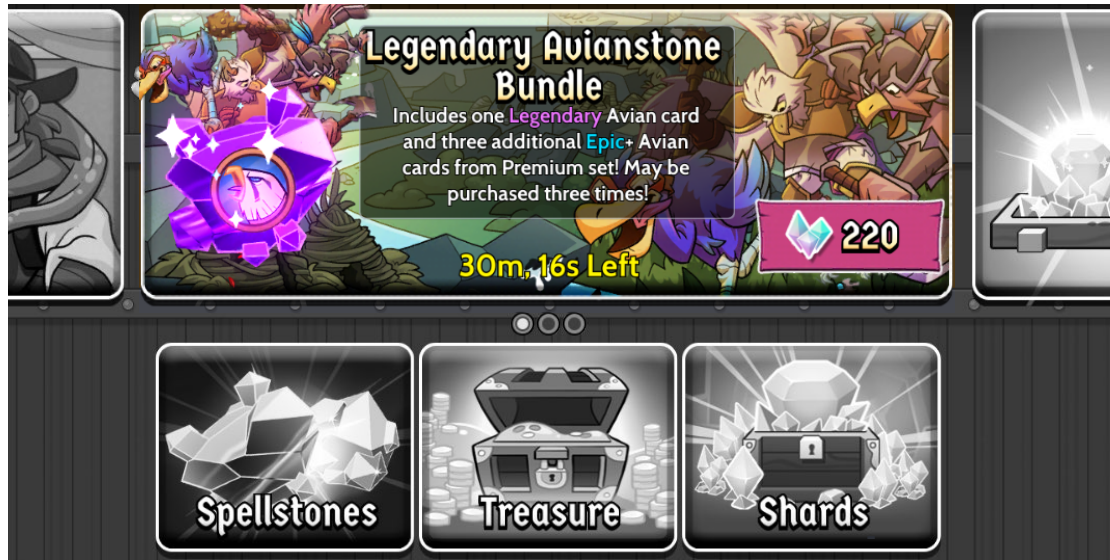 Legendary Avianstone
Bundle
Includes one Legendary Avian card
and three additional Epic+ Avian
cards from Premium set! May be
purchased three times!
220
30m, 16s Left
Spellstones
Treasure
Shards